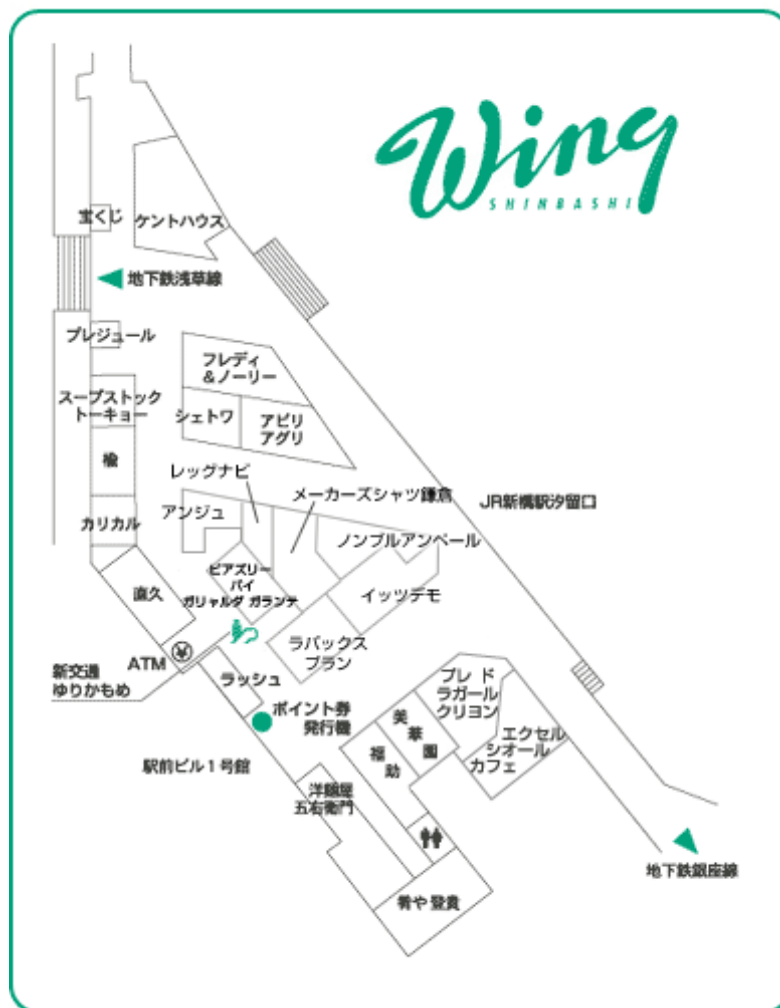 Wing
SHINBASHI
宝くじ
ケントハウス
地下鉄浅草線
プレジュール
フレディ
&ノーリー
スープストック
トーキョー
シェトワ
アピリ
アグリ
楡
レッグナビ
メーカーズシャツ鎌倉
JR新橋駅汐留口
アンジュ
カリカル
ノンブルアンペール
ビアズリー
バイ
ガリャルダ ガランテ
直久
イッツデモ
ラバックス
ブラン
ATM
¥
新交通
ゆりかもめ
ラッシュ
ポイント券
発行機
プレ ド
ラガール
クリヨン
美華園
エクセル
シオール
カフェ
福助
駅前ビル1号館
洋麺屋
五右衛門
地下鉄銀座線
肴や 登貴